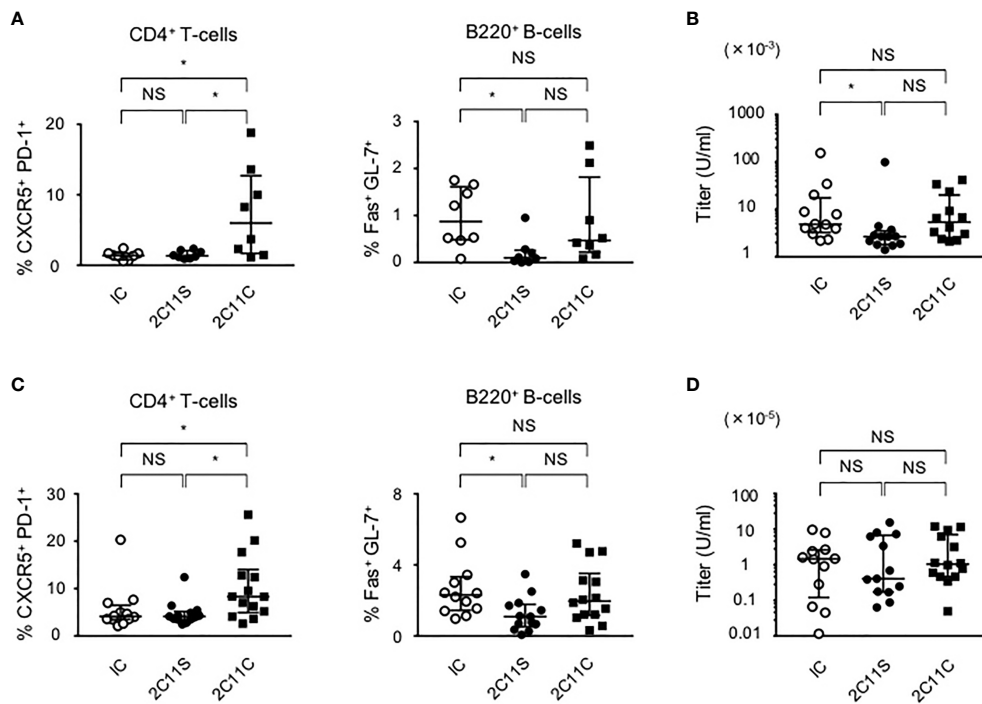 A
CD4⁺ T-cells
*
NS *
% CXCR5⁺ PD-1⁺
20
10
0
IC 2C11S 2C11C
B220⁺ B-cells
NS
* NS
% Fas⁺ GL-7⁺
3
2
1
0
IC 2C11S 2C11C
B
(×10⁻³)
NS
* NS
Titer (U/ml)
1000
100
10
1
IC 2C11S 2C11C
C
CD4⁺ T-cells
*
NS *
% CXCR5⁺ PD-1⁺
30
20
10
0
IC 2C11S 2C11C
B220⁺ B-cells
NS
* NS
% Fas⁺ GL-7⁺
8
4
0
IC 2C11S 2C11C
D
(×10⁻⁵)
NS
NS NS
Titer (U/ml)
100
10
1
0.1
0.01
IC 2C11S 2C11C